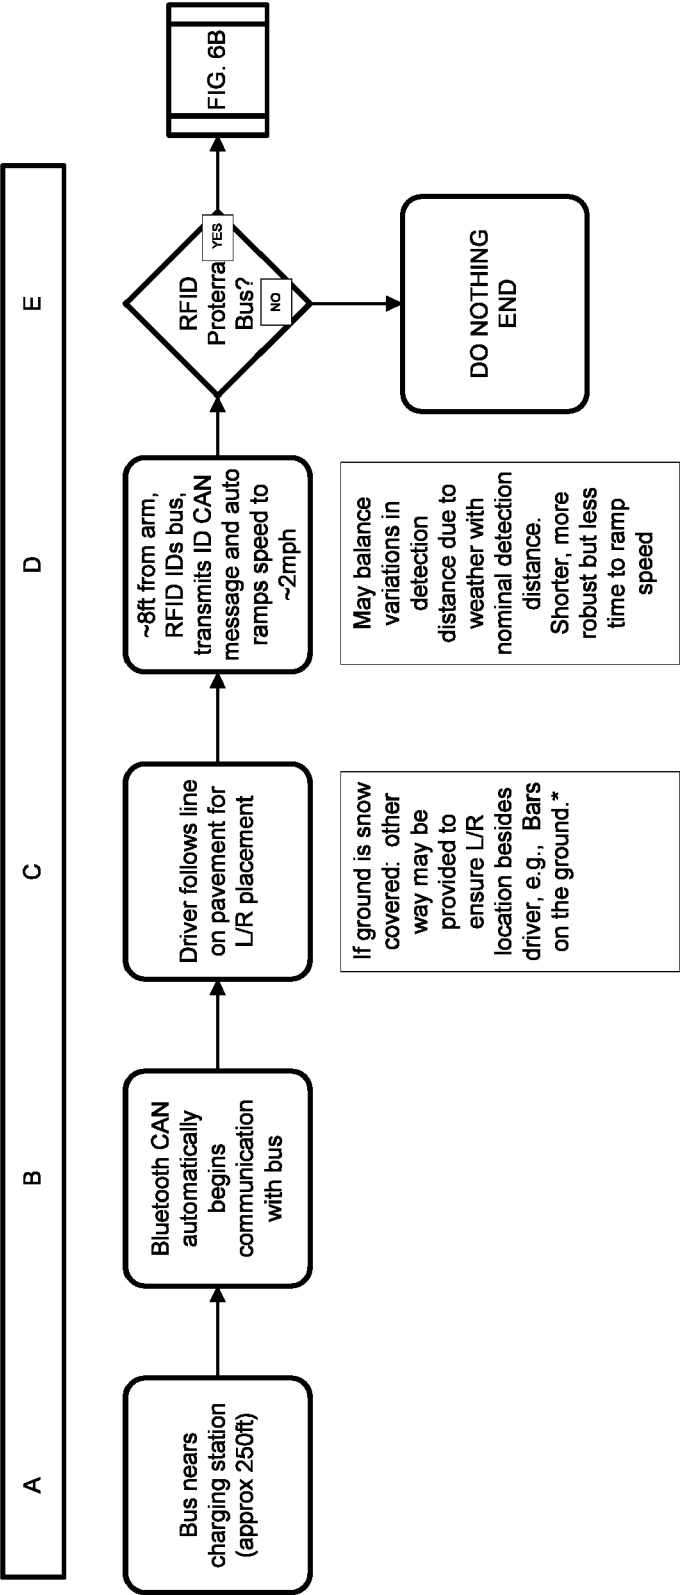 A
B
C
D
E
Bus nears
charging station
(approx 250ft)
Bluetooth CAN
automatically
begins
communication
with bus
Driver follows line
on pavement for
L/R placement
~8ft from arm,
RFID IDs bus,
transmits ID CAN
message and auto
ramps speed to
~2mph
RFID
Proterra
Bus?
YES
NO
FIG. 6B
If ground is snow
covered: other
way may be
provided to
ensure L/R
location besides
driver, e.g., Bars
on the ground.*
May balance
variations in
detection
distance due to
weather with
nominal detection
distance.
Shorter, more
robust but less
time to ramp
speed
DO NOTHING
END